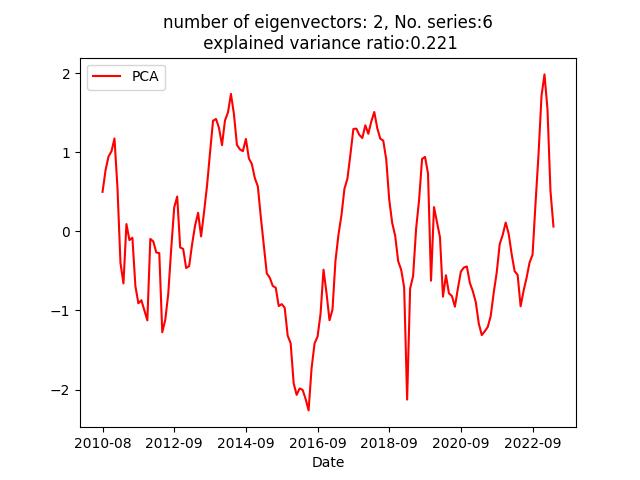 number of eigenvectors: 2, No. series:6
explained variance ratio:0.221
PCA
2
1
0
−1
−2
2010-08 2012-09 2014-09 2016-09 2018-09 2020-09 2022-09
Date